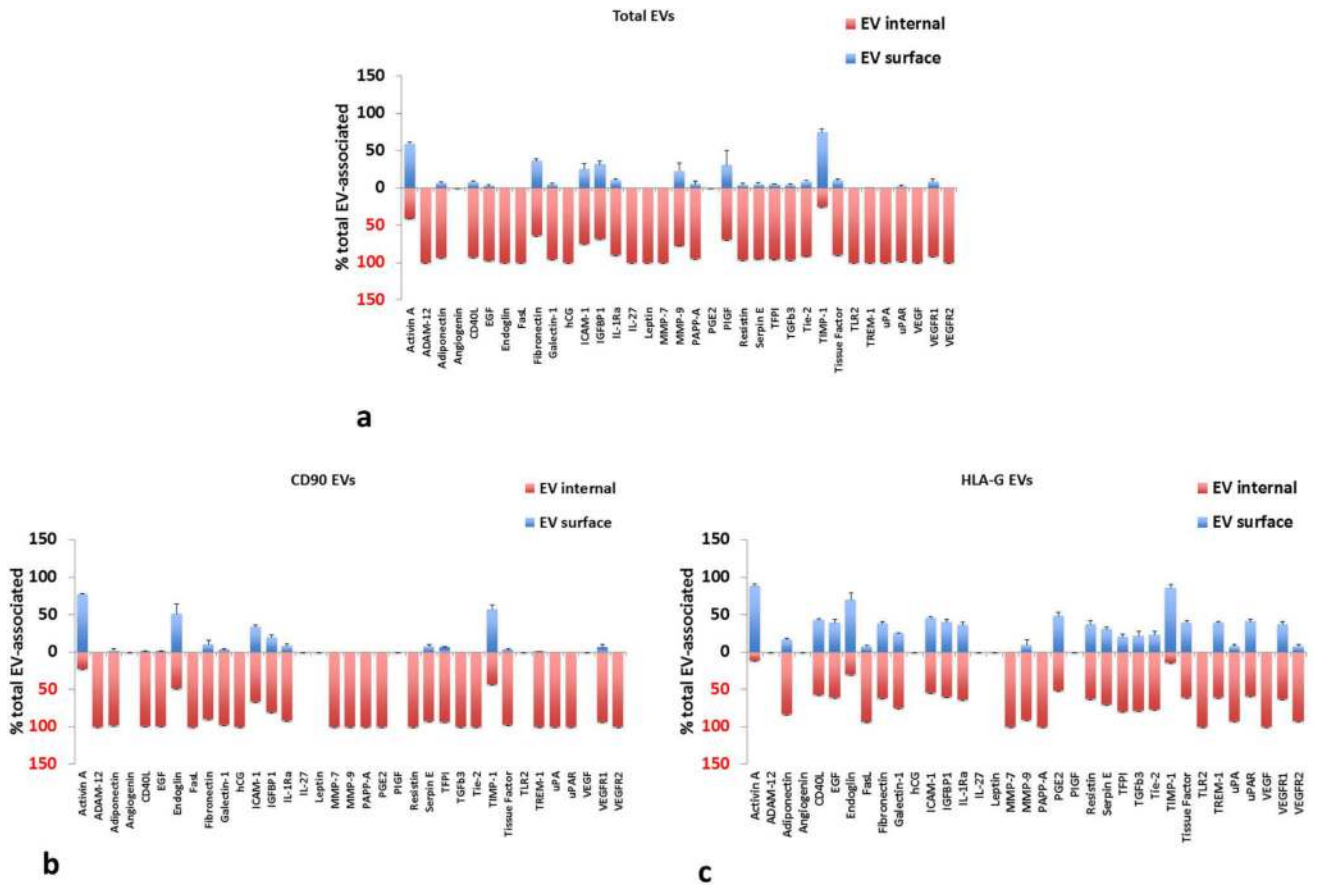 Total EVs
EV internal
EV surface
% total EV-associated
150
100
50
0
50
100
150
Activin A
ADAM-12
Adiponectin
Angiogenin
CD40L
EGF
Endoglin
FasL
Fibronectin
Galectin-1
hCG
ICAM-1
IGFBP1
IL-1Ra
IL-27
Leptin
MMP-7
MMP-9
PAPP-A
PGE2
PIGF
Resistin
Serpin E
TFPI
TGFb3
Tie-2
TIMP-1
Tissue Factor
TLR2
TREM-1
uPA
uPAR
VEGF
VEGFR1
VEGFR2
a
CD90 EVs
EV internal
EV surface
% total EV-associated
150
100
50
0
50
100
150
Activin A
ADAM-12
Adiponectin
Angiogenin
CD40L
EGF
Endoglin
FasL
Fibronectin
Galectin-1
hCG
ICAM-1
IGFBP1
IL-1Ra
IL-27
Leptin
MMP-7
MMP-9
PAPP-A
PGE2
PIGF
Resistin
Serpin E
TFPI
TGFb3
Tie-2
TIMP-1
Tissue Factor
TLR2
TREM-1
uPA
uPAR
VEGF
VEGFR1
VEGFR2
b
HLA-G EVs
EV internal
EV surface
% total EV-associated
150
100
50
0
50
100
150
Activin A
ADAM-12
Adiponectin
Angiogenin
CD40L
EGF
Endoglin
FasL
Fibronectin
Galectin-1
hCG
ICAM-1
IGFBP1
IL-1Ra
IL-27
Leptin
MMP-7
MMP-9
PAPP-A
PGE2
PIGF
Resistin
Serpin E
TFPI
TGFb3
Tie-2
TIMP-1
Tissue Factor
TLR2
TREM-1
uPA
uPAR
VEGF
VEGFR1
VEGFR2
c